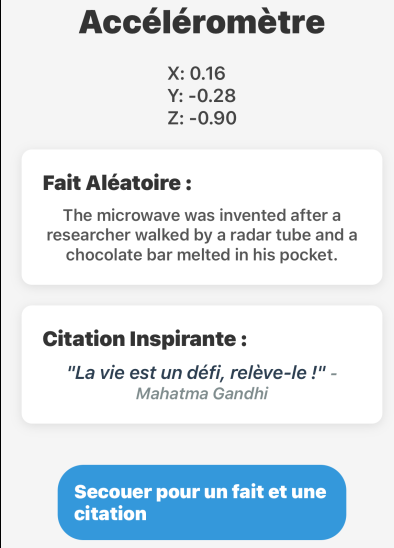 Accéléromètre
X: 0.16
Y: -0.28
Z: -0.90
Fait Aléatoire :
The microwave was invented after a
researcher walked by a radar tube and a
chocolate bar melted in his pocket.
Citation Inspirante :
"La vie est un défi, relève-le !" -
Mahatma Gandhi
Secouer pour un fait et une
citation